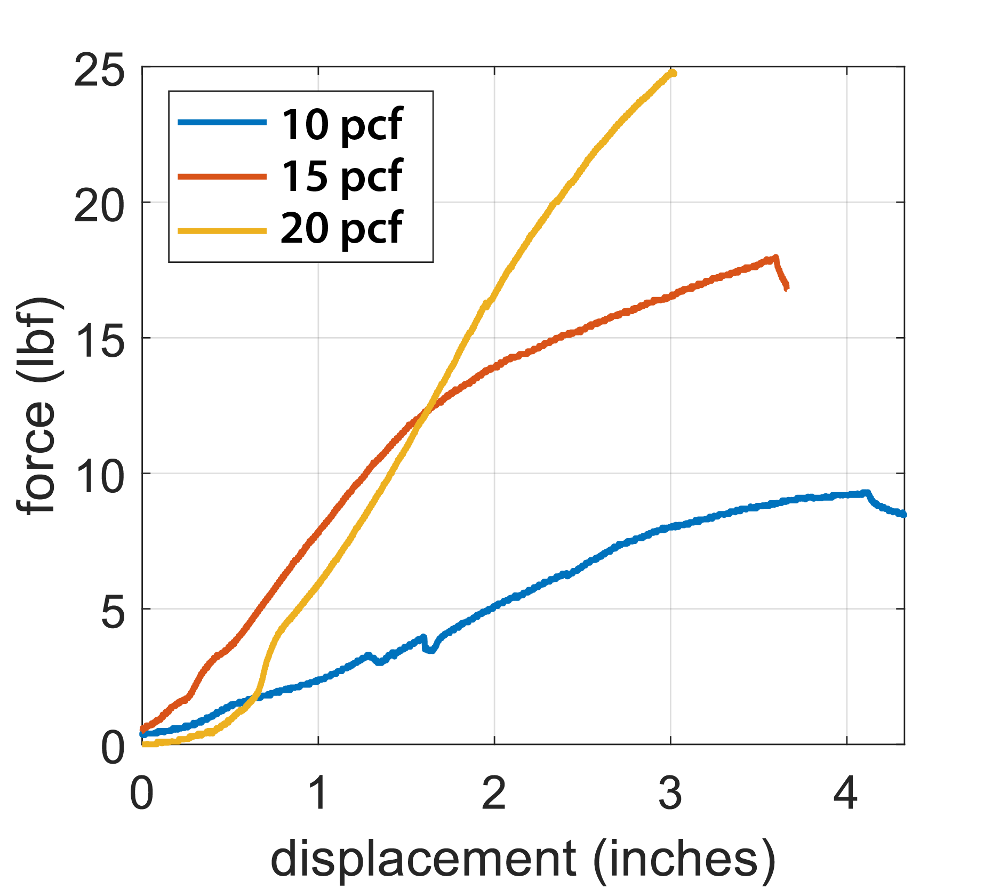 25
20
15
10
5
0
force (lbf)
10 pcf
15 pcf
20 pcf
0 1 2 3 4
displacement (inches)